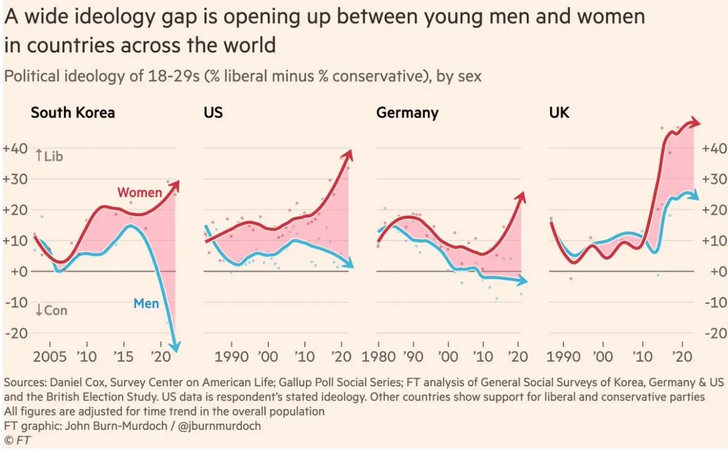 A wide ideology gap is opening up between young men and women
in countries across the world
Political ideology of 18-29s (% liberal minus % conservative), by sex
South Korea
US
Germany
UK
+40 ↑Lib +40
+30 Women +30
+20 +20
+10 +10
+0 +0
-10 ↓Con Men -10
-20 -20
2005 '10 '15 '20
1990 '00 '10 '20
1980 '90 '00 '10 '20
1990 '00 '10 '20
Sources: Daniel Cox, Survey Center on American Life; Gallup Poll Social Series; FT analysis of General Social Surveys of Korea, Germany & US
and the British Election Study. US data is respondent's stated ideology. Other countries show support for liberal and conservative parties
All figures are adjusted for time trend in the overall population
FT graphic: John Burn-Murdoch / @jburnmurdoch
© FT